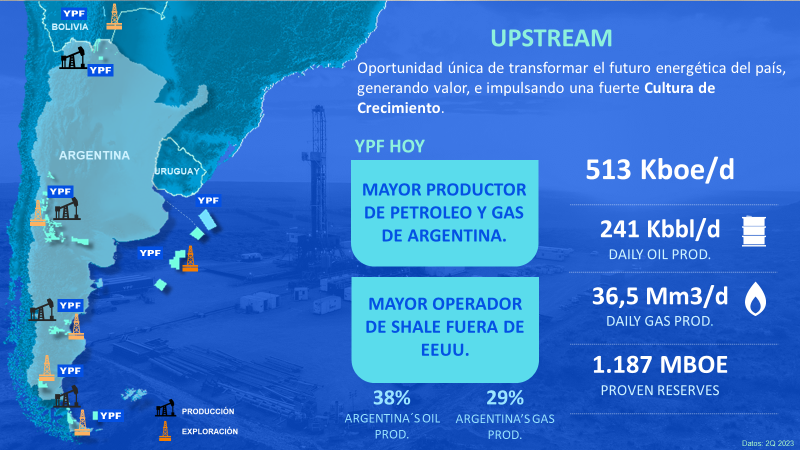 UPSTREAM
Oportunidad única de transformar el futuro energética del país,
generando valor, e impulsando una fuerte Cultura de
Crecimiento.
YPF HOY
MAYOR PRODUCTOR
DE PETROLEO Y GAS
DE ARGENTINA.
MAYOR OPERADOR
DE SHALE FUERA DE
EEUU.
38%
ARGENTINA´S OIL
PROD.
29%
ARGENTINA'S GAS
PROD.
513 Kboe/d
241 Kbbl/d
DAILY OIL PROD.
36,5 Mm3/d
DAILY GAS PROD.
1.187 MBOE
PROVEN RESERVES
Datos: 2Q 2023
YPF
BOLIVIA
YPF
ARGENTINA
URUGUAY
YPF
YPF
YPF
YPF
YPF
YPF
PRODUCCIÓN
EXPLORACIÓN